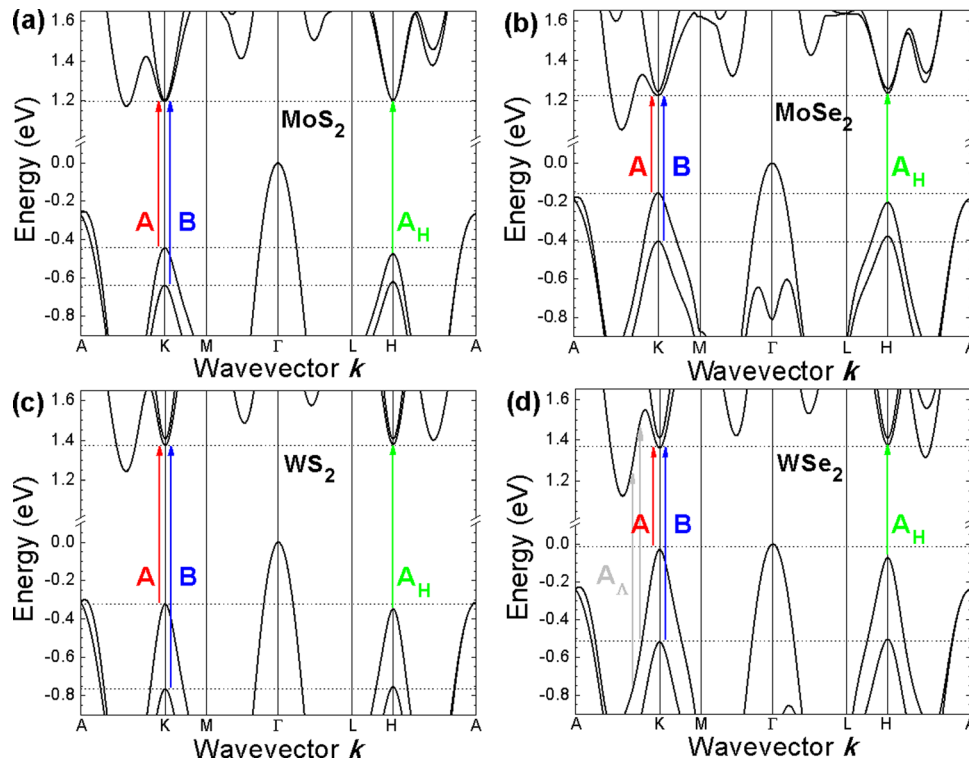 (a)
Energy (eV)
1.6
1.4
1.2
0.0
-0.2
-0.4
-0.6
-0.8
MoS2
A
B
AH
A K M Γ L H A
Wavevector k
(b)
Energy (eV)
1.6
1.4
1.2
0.0
-0.2
-0.4
-0.6
-0.8
MoSe2
A
B
AH
A K M Γ L H A
Wavevector k
(c)
Energy (eV)
1.6
1.4
1.2
0.0
-0.2
-0.4
-0.6
-0.8
WS2
A
B
AH
A K M Γ L H A
Wavevector k
(d)
Energy (eV)
1.6
1.4
1.2
0.0
-0.2
-0.4
-0.6
-0.8
WSe2
A
B
AΛ
AH
A K M Γ L H A
Wavevector k